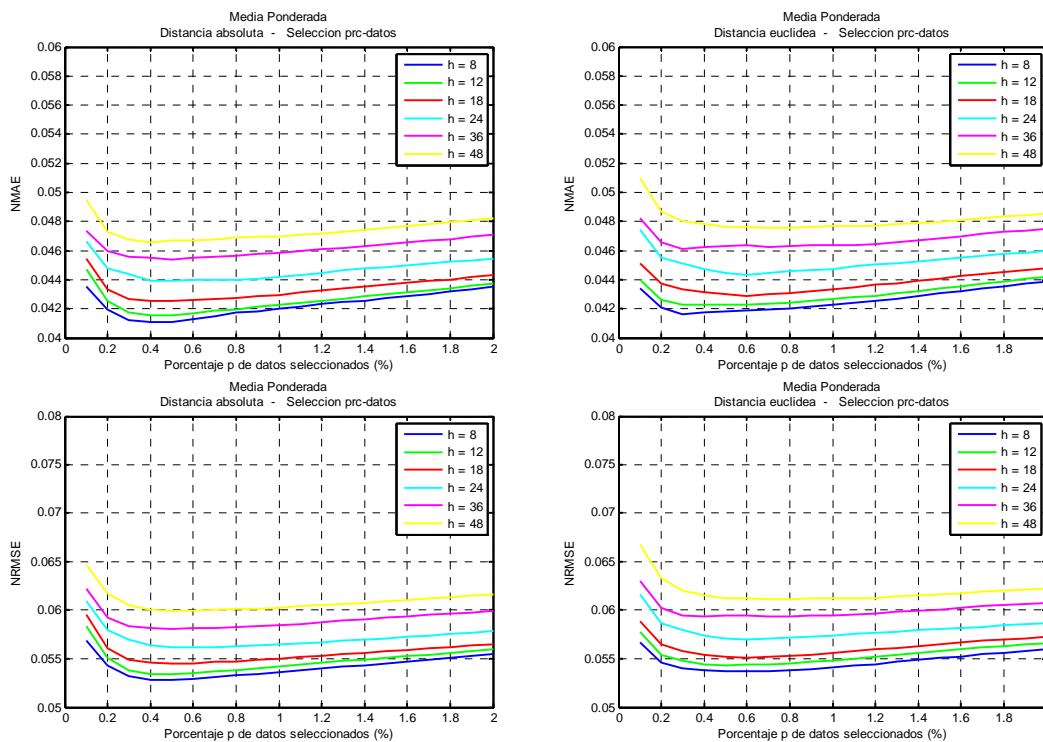 Media Ponderada
Distancia absoluta - Seleccion prc-datos
0.06
0.058
0.056
0.054
0.052
0.05
0.048
0.046
0.044
0.042
0.04
NMAE
h = 8
h = 12
h = 18
h = 24
h = 36
h = 48
0 0.2 0.4 0.6 0.8 1 1.2 1.4 1.6 1.8 2
Porcentaje p de datos seleccionados (%)
Media Ponderada
Distancia euclidea - Seleccion prc-datos
0.06
0.058
0.056
0.054
0.052
0.05
0.048
0.046
0.044
0.042
0.04
NMAE
h = 8
h = 12
h = 18
h = 24
h = 36
h = 48
0 0.2 0.4 0.6 0.8 1 1.2 1.4 1.6 1.8
Porcentaje p de datos seleccionados (%)
Media Ponderada
Distancia absoluta - Seleccion prc-datos
0.08
0.075
0.07
0.065
0.06
0.055
0.05
NRMSE
h = 8
h = 12
h = 18
h = 24
h = 36
h = 48
0 0.2 0.4 0.6 0.8 1 1.2 1.4 1.6 1.8 2
Porcentaje p de datos seleccionados (%)
Media Ponderada
Distancia euclidea - Seleccion prc-datos
0.08
0.075
0.07
0.065
0.06
0.055
0.05
NRMSE
h = 8
h = 12
h = 18
h = 24
h = 36
h = 48
0 0.2 0.4 0.6 0.8 1 1.2 1.4 1.6 1.8
Porcentaje p de datos seleccionados (%)